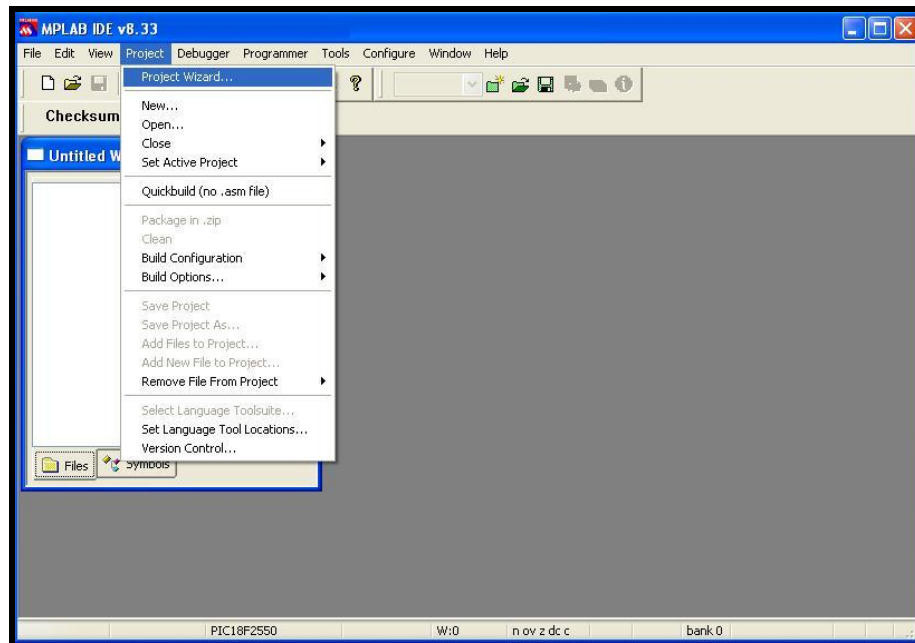 MPLAB IDE v8.33
File Edit View Project Debugger Programmer Tools Configure Window Help
Project Wizard...
New...
Open...
Checksum
Close
Untitled W
Set Active Project
Quickbuild (no .asm file)
Package in .zip
Clean
Build Configuration
Build Options...
Save Project
Save Project As...
Add Files to Project...
Add New File to Project...
Remove File From Project
Select Language Toolsuite...
Set Language Tool Locations...
Version Control...
Files Symbols
PIC18F2550 W:0 n ov z dc c bank 0